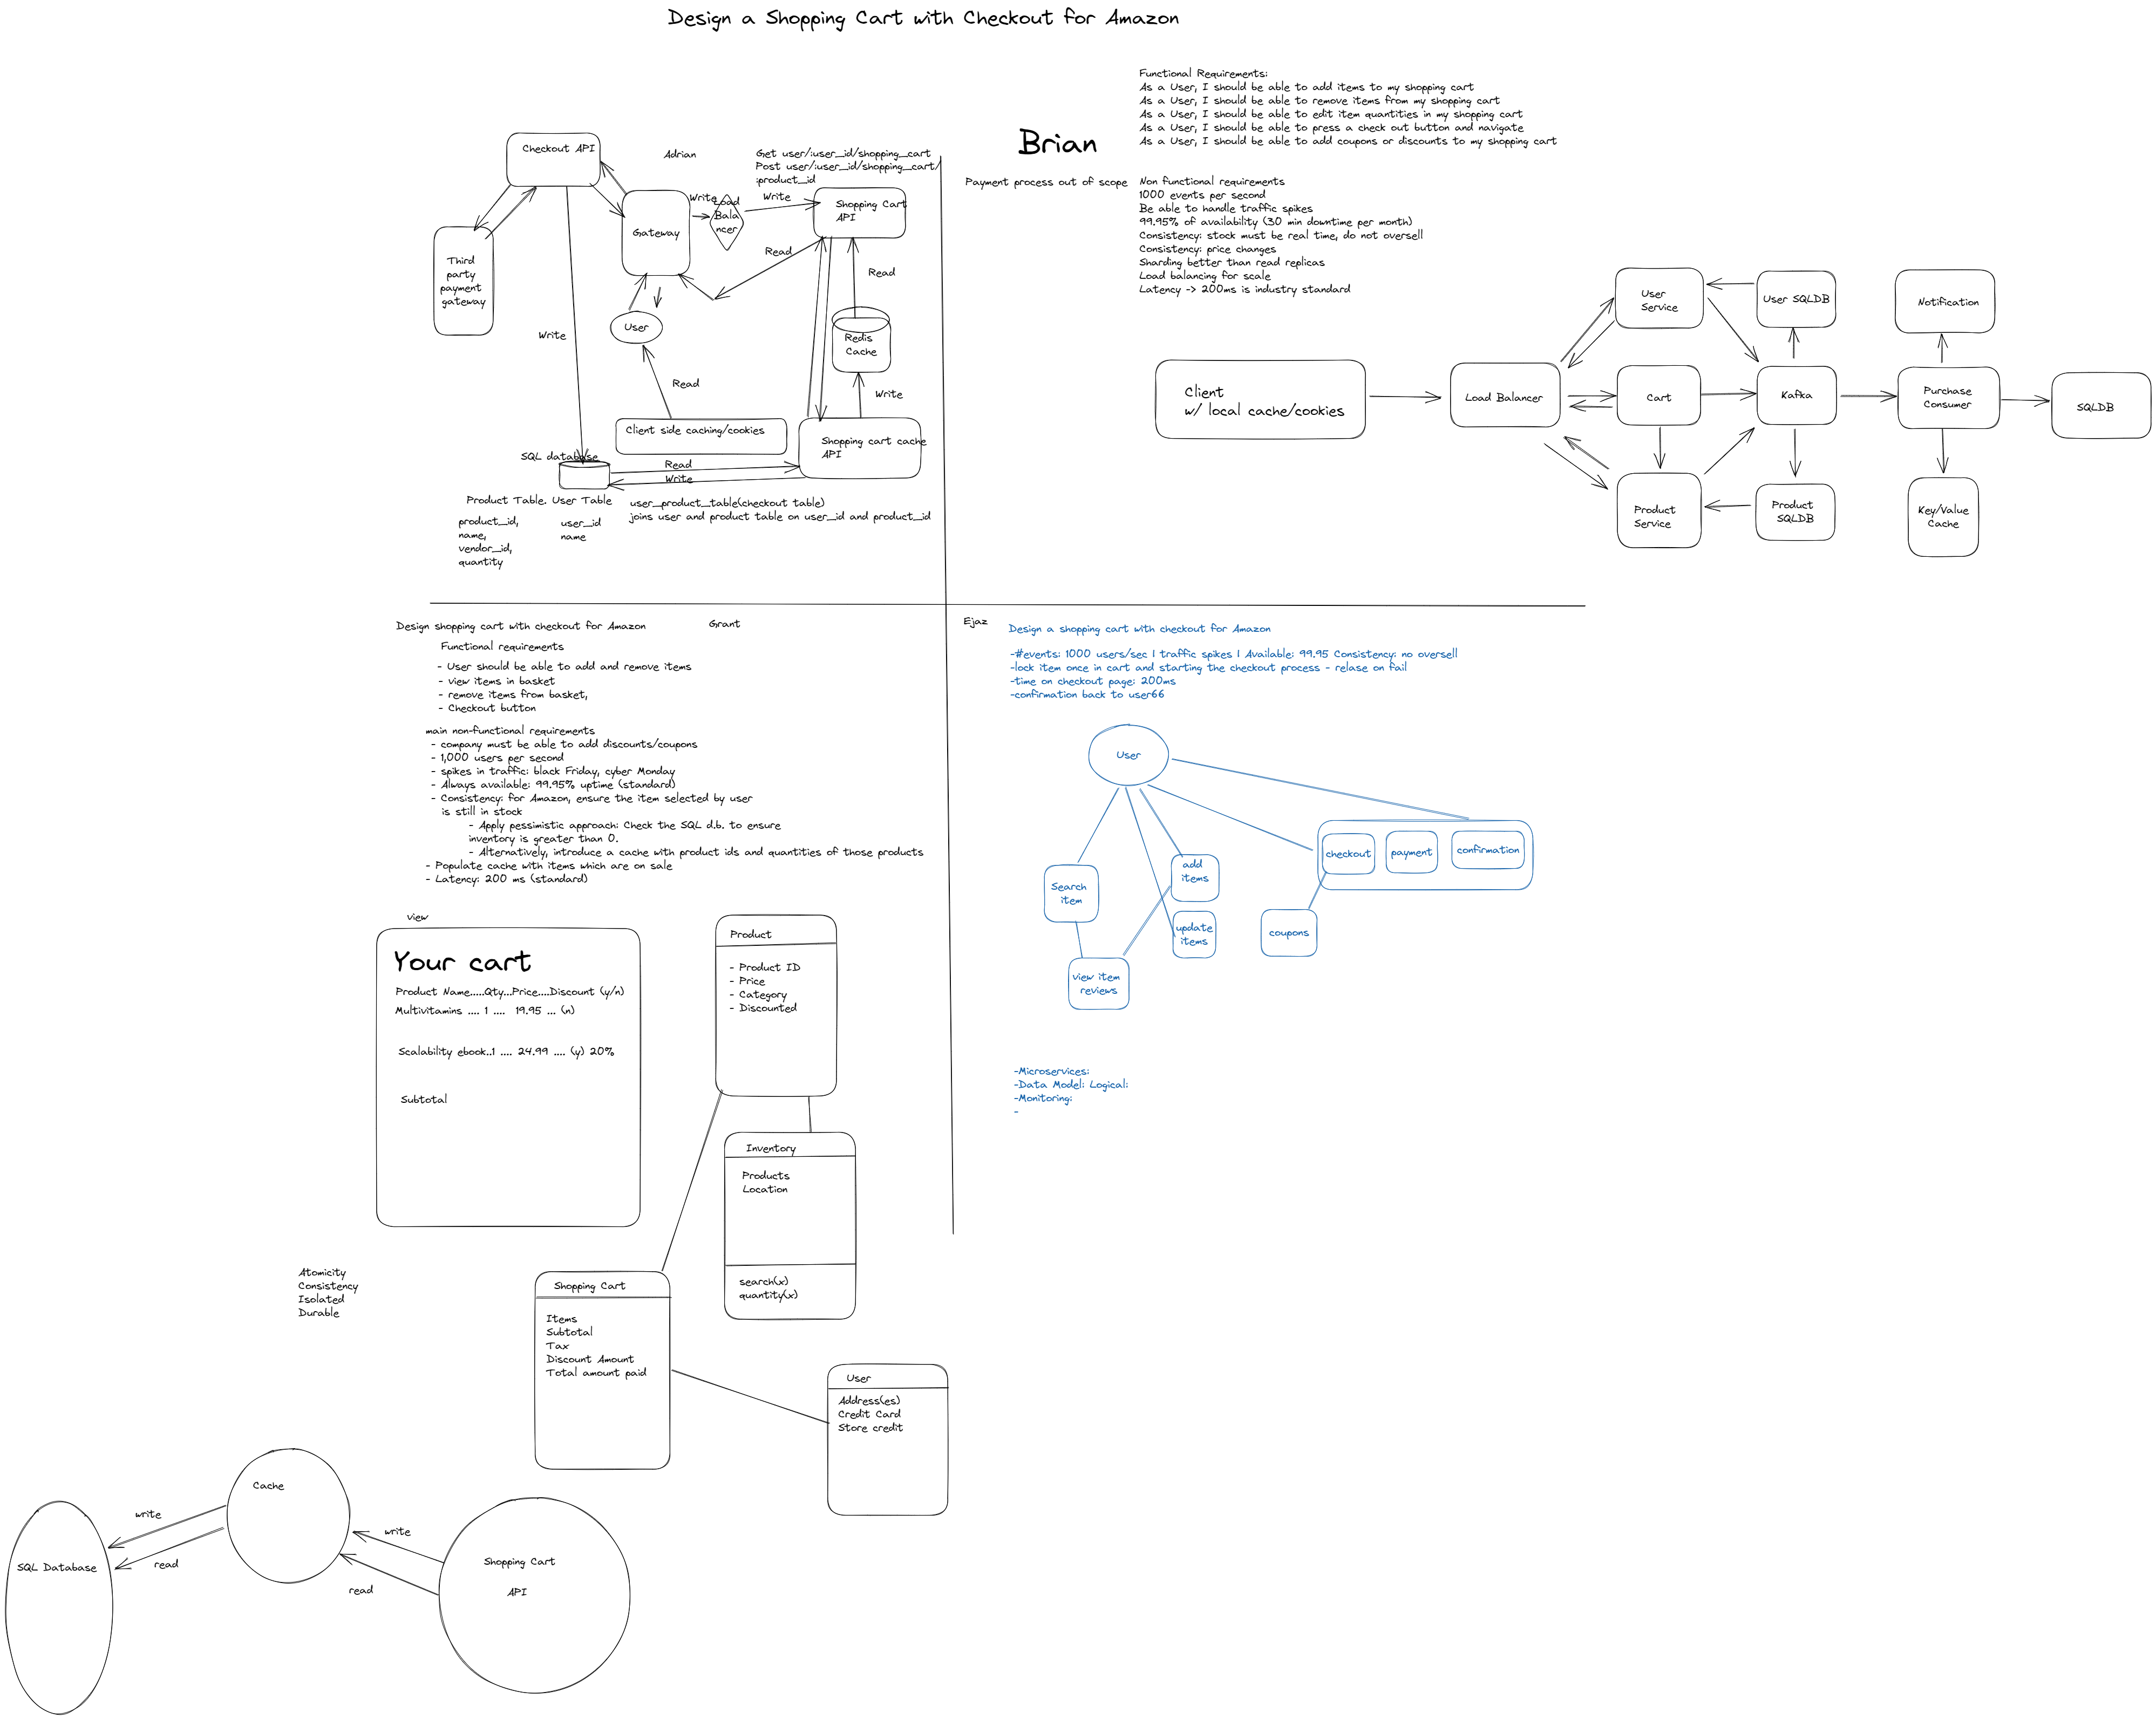 Design a Shopping Cart with Checkout for Amazon
Adrian
Checkout API
Get user/:user_id/shopping_cart
Post user/:user_id/shopping_cart/
:product_id
Write
Load
Bala
ncer
Write
Shopping Cart
API
Gateway
Third
party
payment
gateway
Read
Read
User
Write
Redis
Cache
Read
Write
Client side caching/cookies
Shopping cart cache
API
SQL database
Read
Write
Product Table. User Table
user_product_table(checkout table)
joins user and product table on user_id and product_id
product_id,
name,
vendor_id,
quantity
user_id
name
Brian
Functional Requirements:
As a User, I should be able to add items to my shopping cart
As a User, I should be able to remove items from my shopping cart
As a User, I should be able to edit item quantities in my shopping cart
As a User, I should be able to press a check out button and navigate
As a User, I should be able to add coupons or discounts to my shopping cart
Payment process out of scope
Non functional requirements
1000 events per second
Be able to handle traffic spikes
99.95% of availability (30 min downtime per month)
Consistency: stock must be real time, do not oversell
Consistency: price changes
Sharding better than read replicas
Load balancing for scale
Latency -> 200ms is industry standard
User
Service
User SQLDB
Notification
Client
w/ local cache/cookies
Load Balancer
Cart
Kafka
Purchase
Consumer
SQLDB
Product
Service
Product
SQLDB
Key/Value
Cache
Design shopping cart with checkout for Amazon
Grant
Functional requirements
- User should be able to add and remove items
- view items in basket
- remove items from basket,
- Checkout button
main non-functional requirements
- company must be able to add discounts/coupons
- 1,000 users per second
- spikes in traffic: black Friday, cyber Monday
- Always available: 99.95% uptime (standard)
- Consistency: for Amazon, ensure the item selected by user
is still in stock
- Apply pessimistic approach: Check the SQL d.b. to ensure
inventory is greater than 0.
- Alternatively, introduce a cache with product ids and quantities of those products
- Populate cache with items which are on sale
- Latency: 200 ms (standard)
view
Your cart
Product Name.....Qty...Price....Discount (y/n)
Multivitamins .... 1 .... 19.95 ... (n)
Scalability ebook..1 .... 24.99 .... (y) 20%
Subtotal
Product
- Product ID
- Price
- Category
- Discounted
Inventory
Products
Location
search(x)
quantity(x)
Atomicity
Consistency
Isolated
Durable
Shopping Cart
Items
Subtotal
Tax
Discount Amount
Total amount paid
User
Address(es)
Credit Card
Store credit
Cache
write
read
SQL Database
write
read
Shopping Cart
API
Ejaz
Design a shopping cart with checkout for Amazon
-#events: 1000 users/sec | traffic spikes | Available: 99.95 Consistency: no oversell
-lock item once in cart and starting the checkout process - relase on fail
-time on checkout page: 200ms
-confirmation back to user66
User
checkout
payment
confirmation
Search
item
add
items
update
items
coupons
view item
reviews
-Microservices:
-Data Model: Logical:
-Monitoring:
-